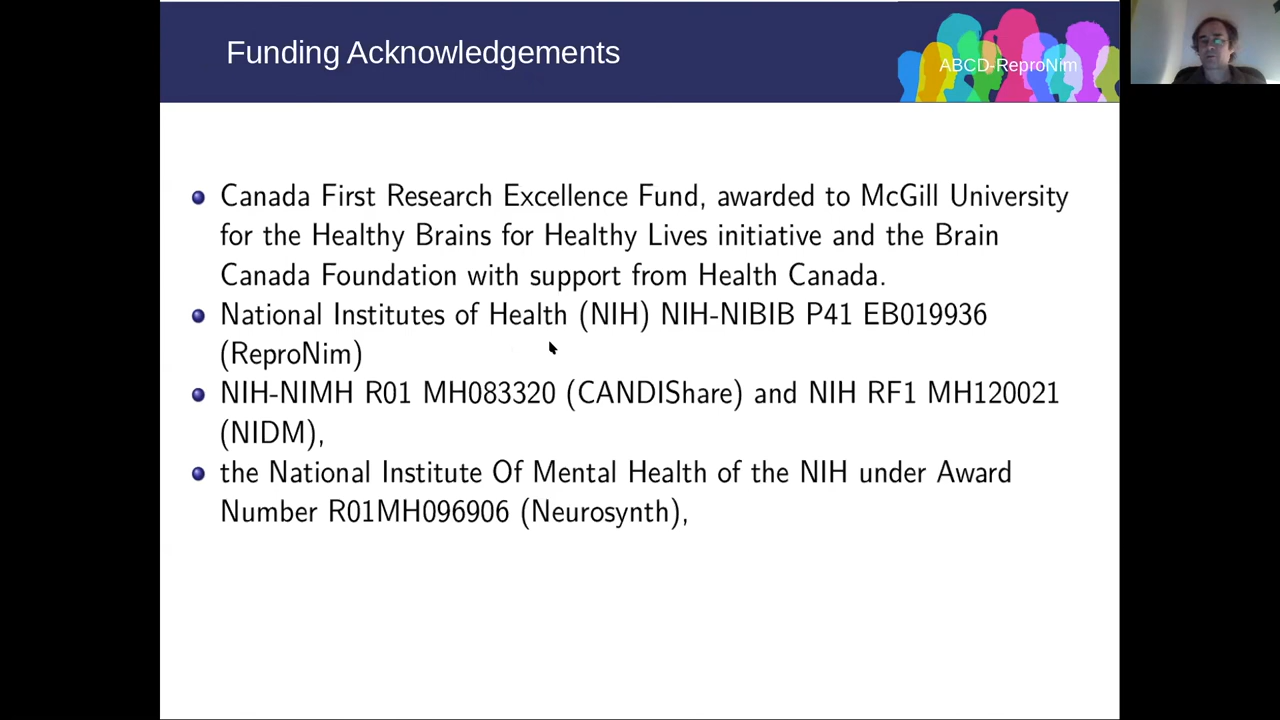 Funding Acknowledgements
ABCD-ReproNim
Canada First Research Excellence Fund, awarded to McGill University
for the Healthy Brains for Healthy Lives initiative and the Brain
Canada Foundation with support from Health Canada.
National Institutes of Health (NIH) NIH-NIBIB P41 EB019936
(ReproNim)
NIH-NIMH R01 MH083320 (CANDIShare) and NIH RF1 MH120021
(NIDM),
the National Institute Of Mental Health of the NIH under Award
Number R01MH096906 (Neurosynth),